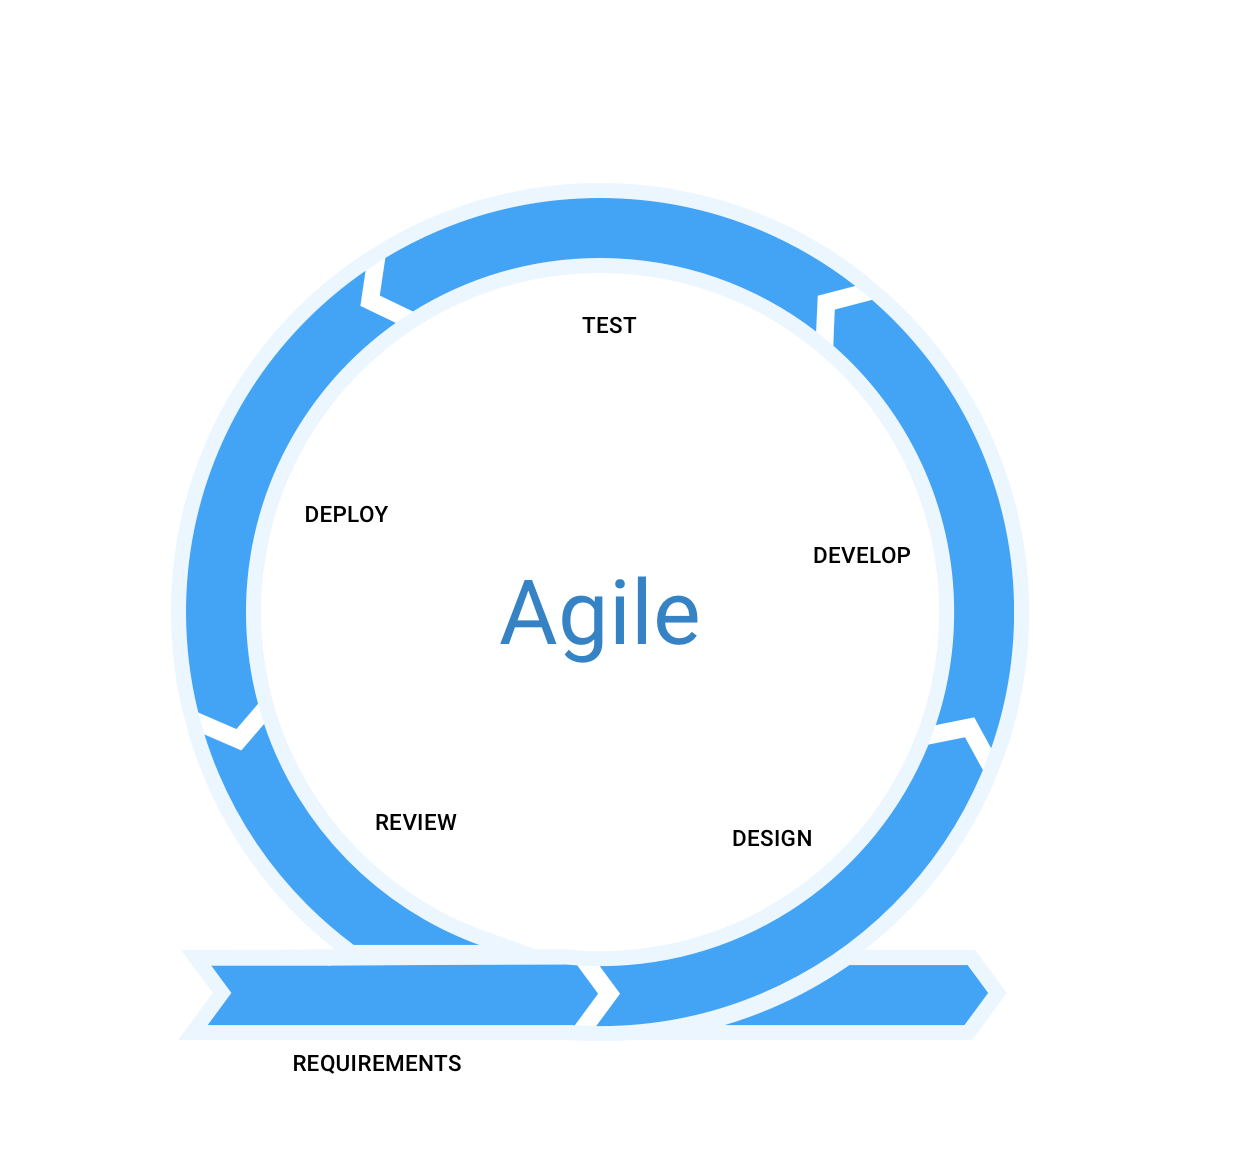 TEST
DEPLOY
DEVELOP
Agile
REVIEW
DESIGN
REQUIREMENTS